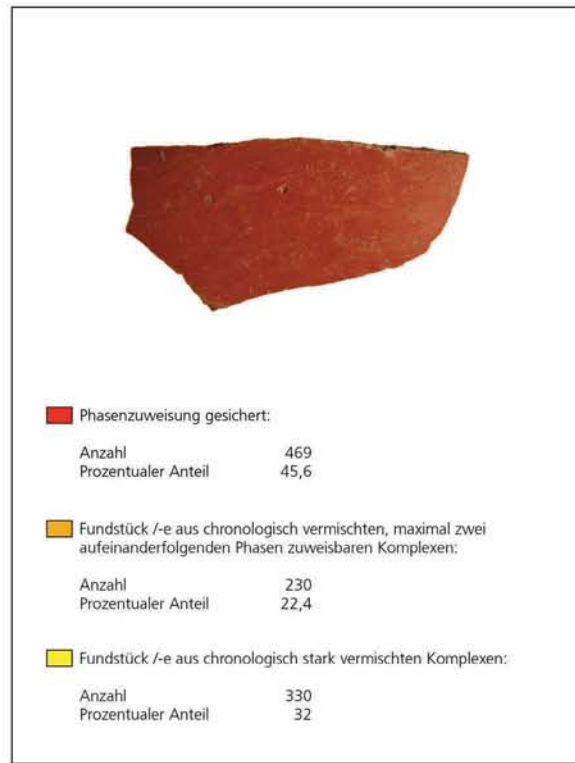 Phasenzuweisung gesichert:
Anzahl 469
Prozentualer Anteil 45,6
Fundstück /-e aus chronologisch vermischten, maximal zwei
aufeinanderfolgenden Phasen zuweisbaren Komplexen:
Anzahl 230
Prozentualer Anteil 22,4
Fundstück /-e aus chronologisch stark vermischten Komplexen:
Anzahl 330
Prozentualer Anteil 32